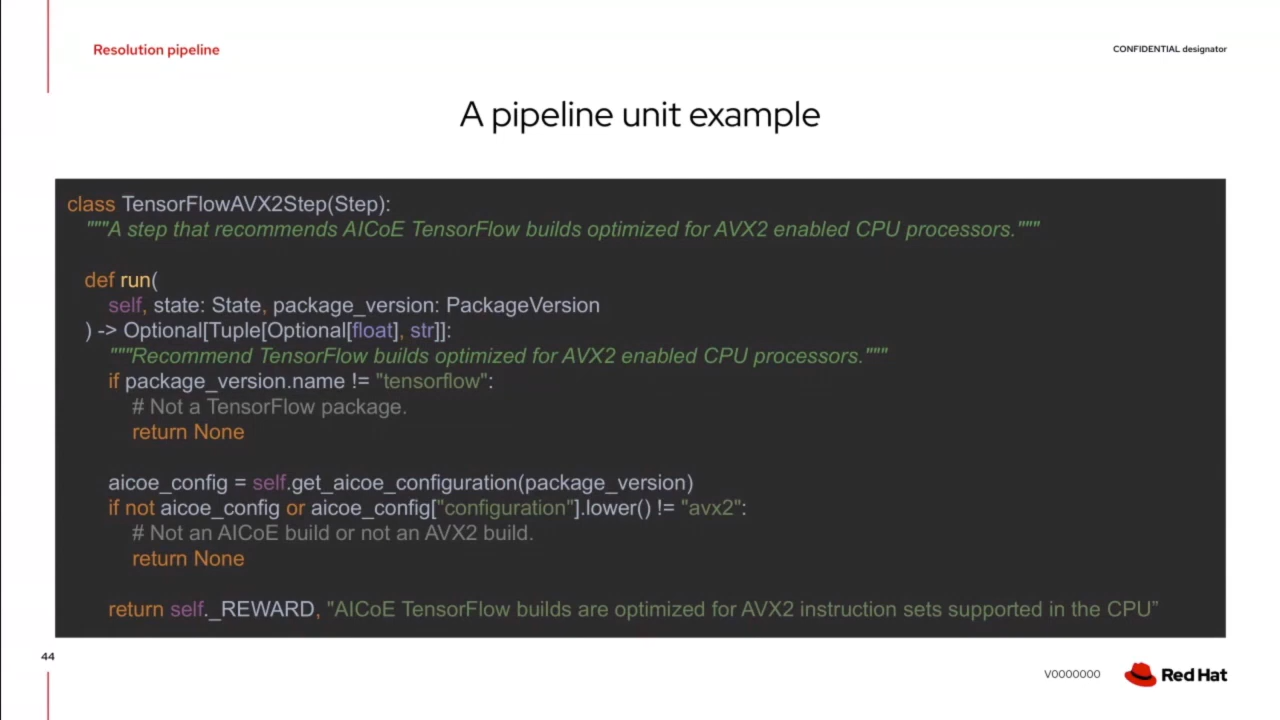 Resolution pipeline
CONFIDENTIAL designator
A pipeline unit example
class TensorFlowAVX2Step(Step):
"""A step that recommends AICoE TensorFlow builds optimized for AVX2 enabled CPU processors."""
def run(
self, state: State, package_version: PackageVersion
) -> Optional[Tuple[Optional[float], str]]:
"""Recommend TensorFlow builds optimized for AVX2 enabled CPU processors."""
if package_version.name != "tensorflow":
# Not a TensorFlow package.
return None
aicoe_config = self.get_aicoe_configuration(package_version)
if not aicoe_config or aicoe_config["configuration"].lower() != "avx2":
# Not an AICoE build or not an AVX2 build.
return None
return self._REWARD, "AICoE TensorFlow builds are optimized for AVX2 instruction sets supported in the CPU”
44
V0000000
Red Hat